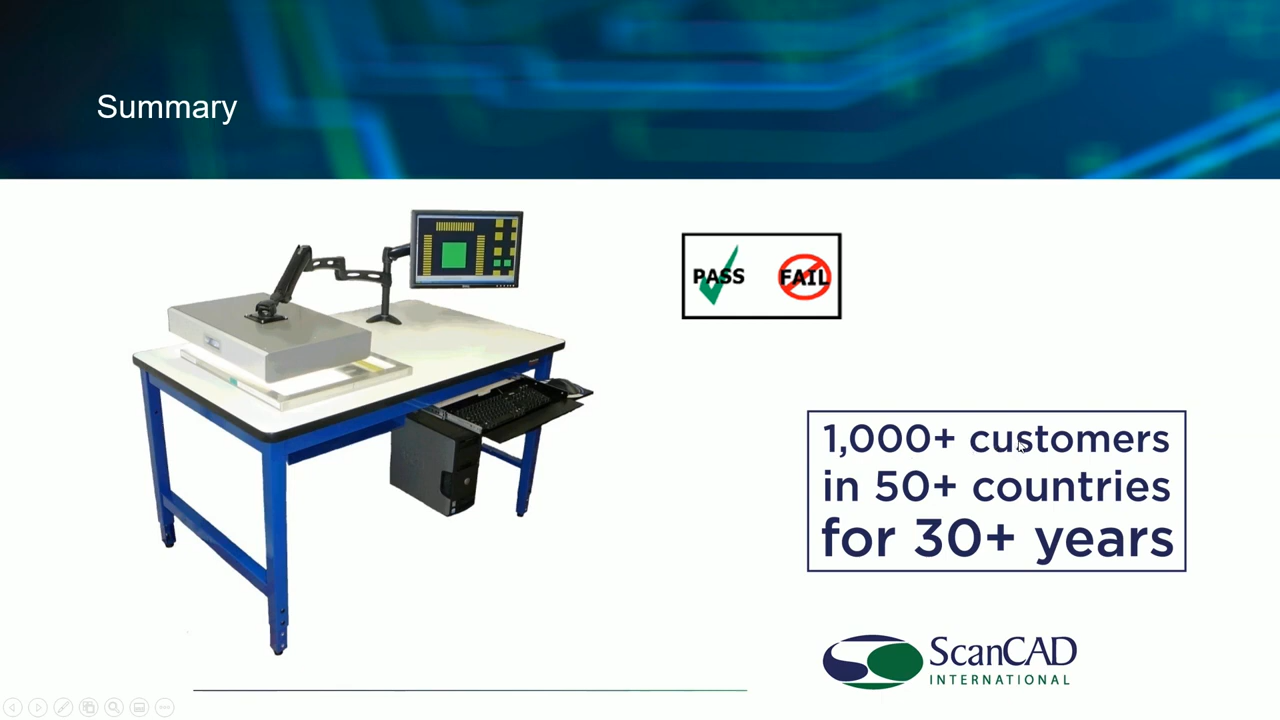 Summary
PASS FAIL
1,000+ customers
in 50+ countries
for 30+ years
ScanCAD
INTERNATIONAL